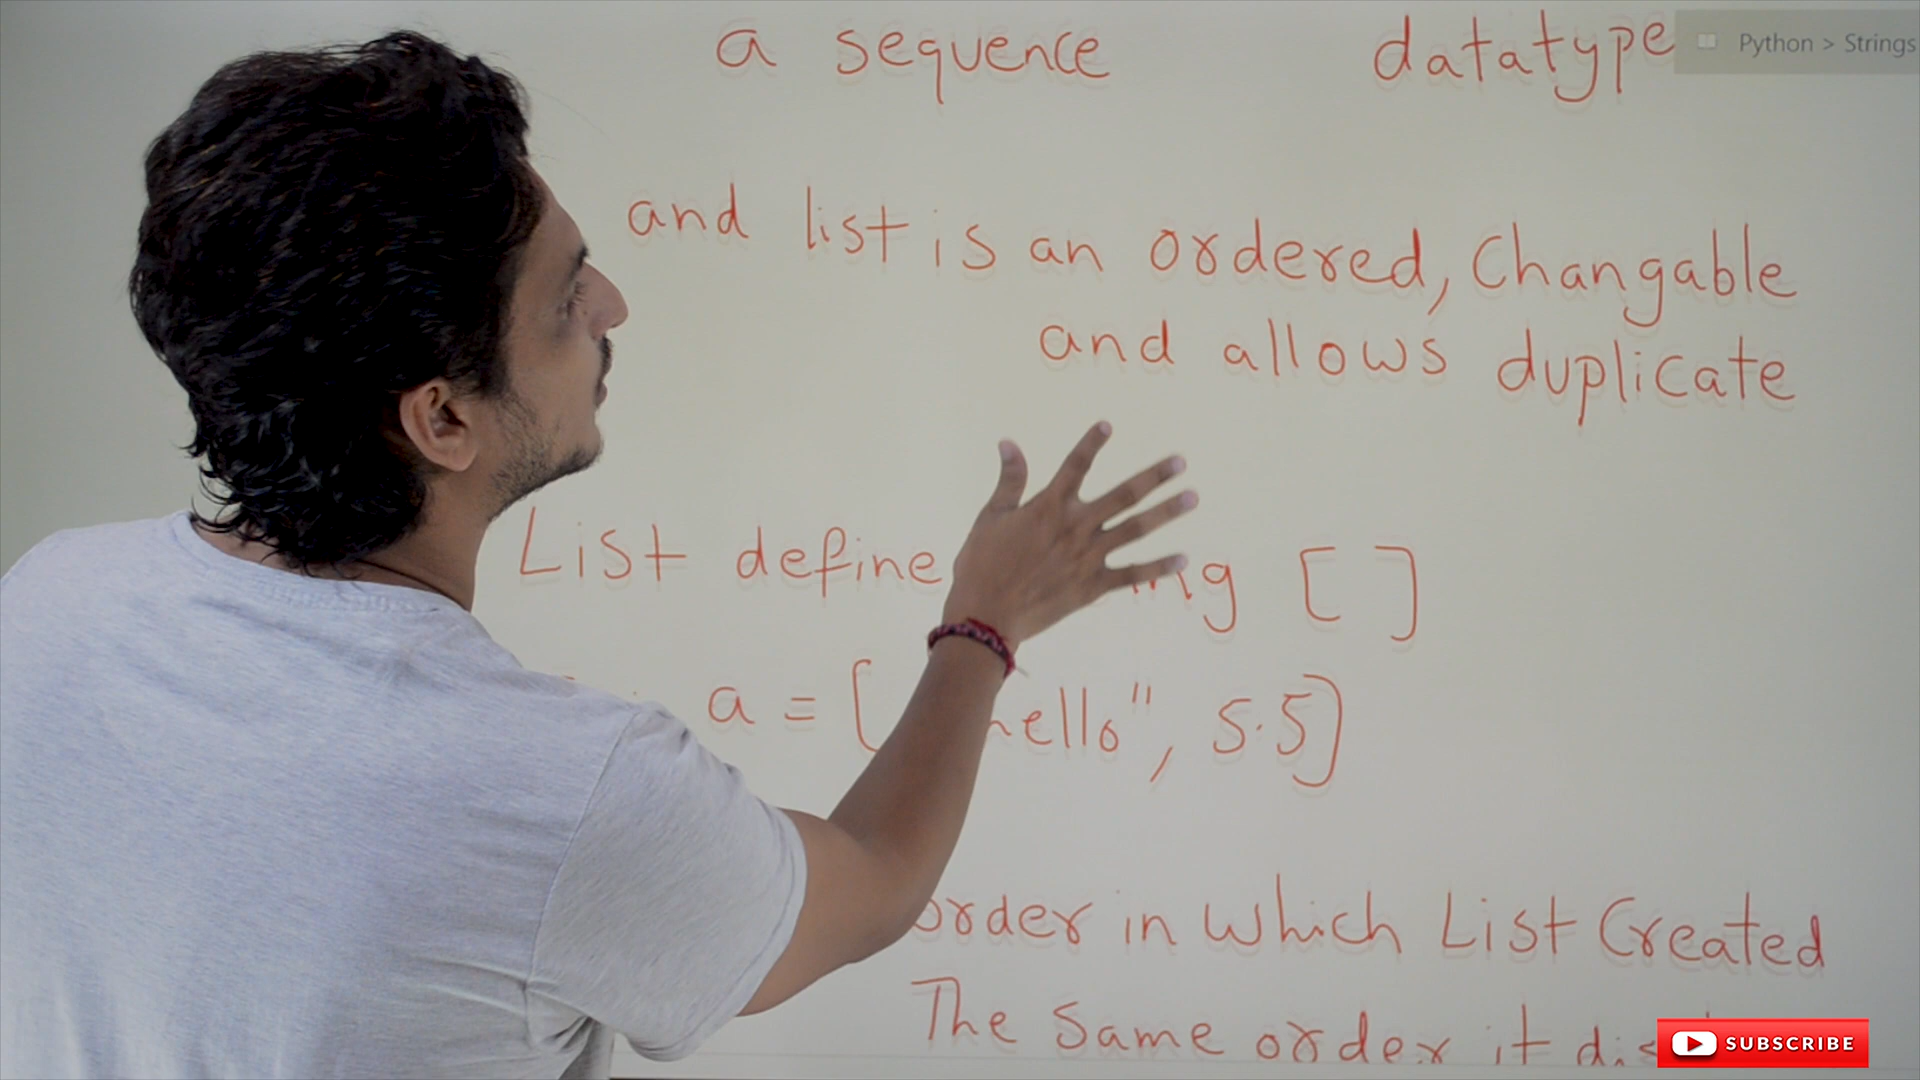 a sequence datatype
Python > Strings
and list is an ordered, Changable
and allows duplicate
List define
[ ]
a = [ hello", 5.5]
order in which List Created
The Same order it
SUBSCRIBE